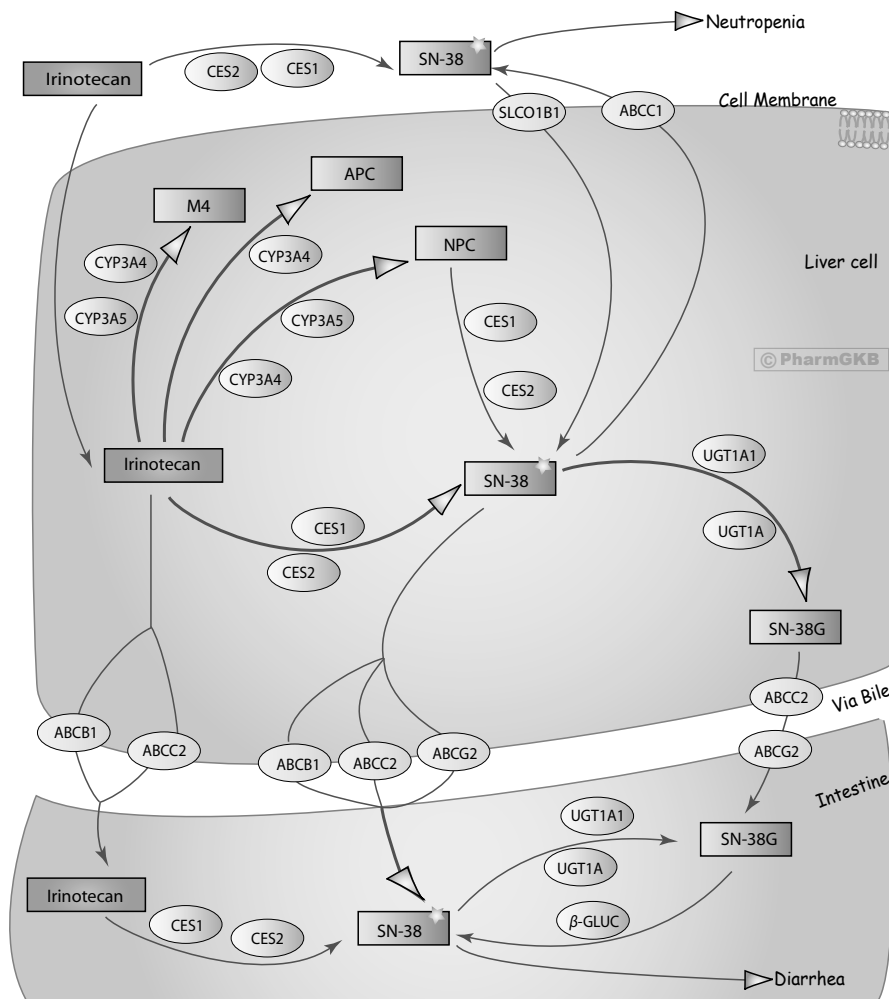 Neutropenia
SN-38
CES2
CES1
Irinotecan
Cell Membrane
SLCO1B1
ABCC1
APC
M4
NPC
CYP3A4
CYP3A4
Liver cell
CYP3A5
CYP3A5
CES1
© PharmGKB
CYP3A4
CES2
Irinotecan
SN-38
UGT1A1
CES1
UGT1A
CES2
SN-38G
ABCC2
Via Bile
ABCB1
ABCC2
ABCB1
ABCC2
ABCG2
ABCG2
Intestine
UGT1A1
SN-38G
UGT1A
Irinotecan
CES1
CES2
SN-38
β-GLUC
Diarrhea